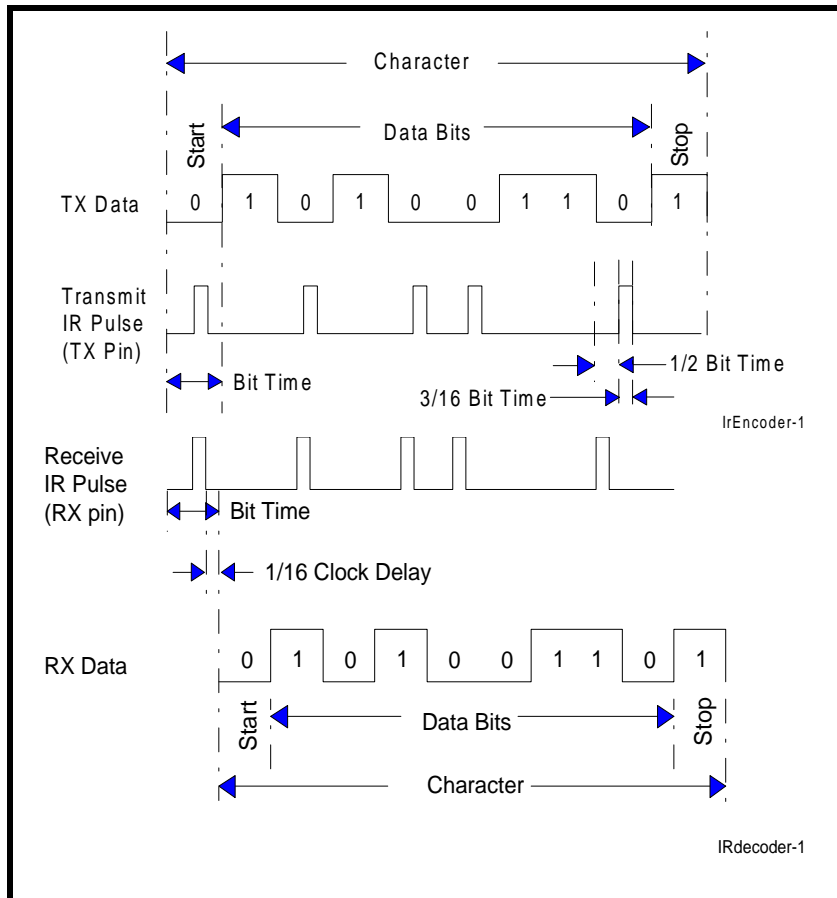 Character
Start
Data Bits
Stop
TX Data
0 1 0 1 0 0 1 1 0 1
Transmit
IR Pulse
(TX Pin)
Bit Time
1/2 Bit Time
3/16 Bit Time
IrEncoder-1
Receive
IR Pulse
(RX pin)
Bit Time
1/16 Clock Delay
RX Data
0 1 0 1 0 0 1 1 0 1
Start
Data Bits
Stop
Character
IRdecoder-1